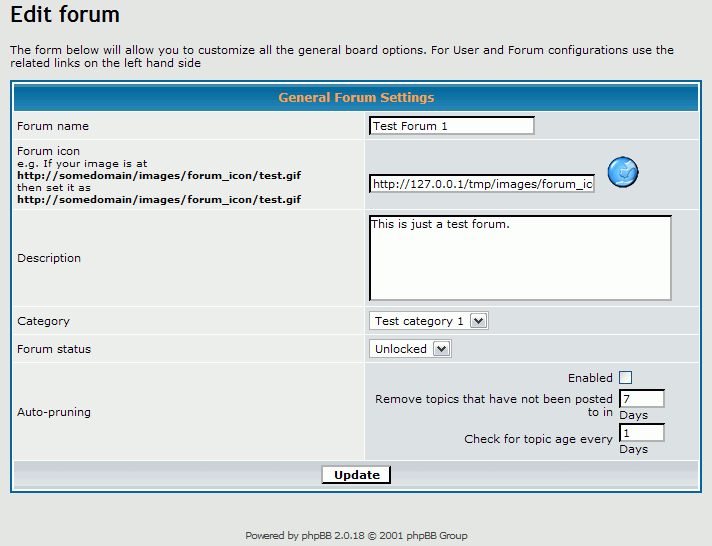 Edit forum
The form below will allow you to customize all the general board options. For User and Forum configurations use the
related links on the left hand side
General Forum Settings
Forum name
Test Forum 1
Forum icon
e.g. If your image is at
http://somedomain/images/forum_icon/test.gif
then set it as
http://somedomain/images/forum_icon/test.gif
http://127.0.0.1/tmp/images/forum_ic
Description
This is just a test forum.
Category
Test category 1
Forum status
Unlocked
Auto-pruning
Enabled
Remove topics that have not been posted
to in
7
Days
Check for topic age every
1
Days
Update
Powered by phpBB 2.0.18 © 2001 phpBB Group